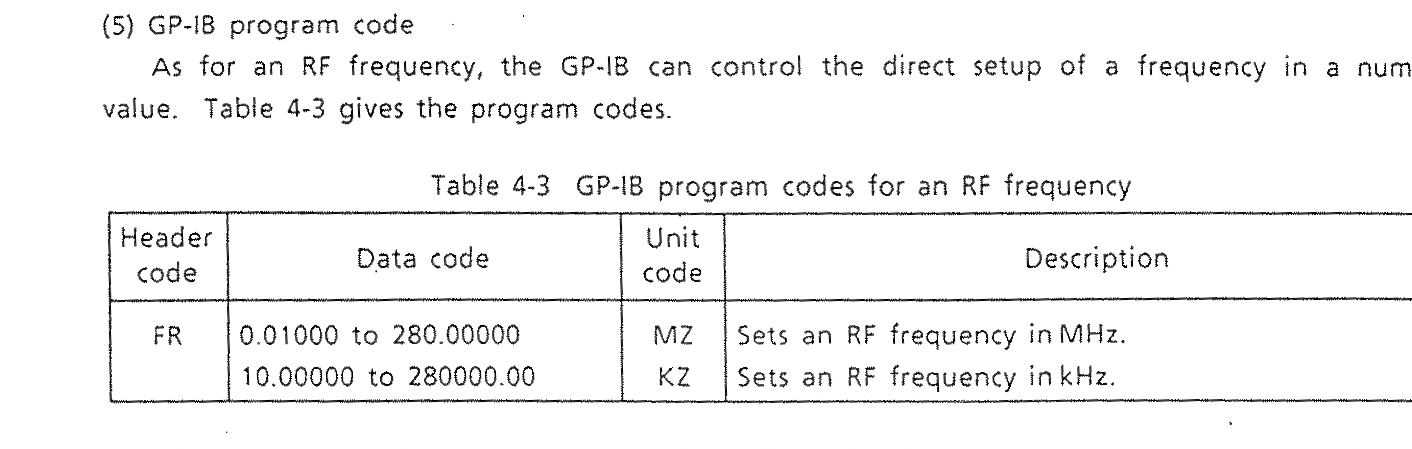 (5) GP-IB program code
As for an RF frequency, the GP-IB can control the direct setup of a frequency in a num
value. Table 4-3 gives the program codes.
Table 4-3 GP-IB program codes for an RF frequency
Header code Data code Unit code Description
FR 0.01000 to 280.00000 MZ Sets an RF frequency in MHz.
10.00000 to 280000.00 KZ Sets an RF frequency in kHz.